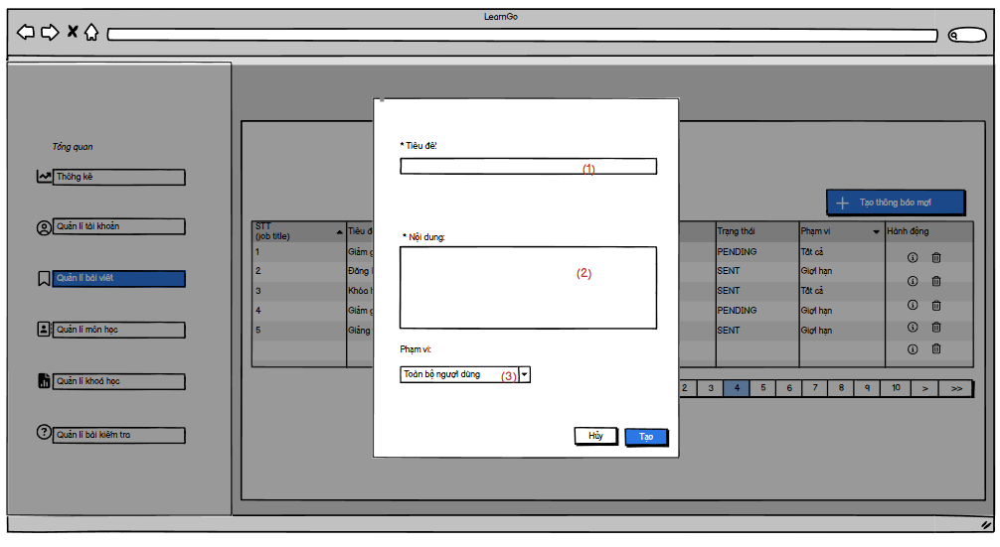 LearnGo
Tổng quan
Thông kê
Quản lí tài khoản
Quản lí bài viết
Quản lí môn học
Quản lí khoá học
Quản lí bài kiểm tra
* Tiêu đề:
(1)
* Nội dung:
(2)
Phạm vi:
Toàn bộ người dùng (3)
Hủy
Tạo
Tạo thông báo mới
STT (job title) Tiêu đ Trạng thái Phạm vi Hành động
1 Giảm g PENDING Tất cả
2 Đăng SENT Giới hạn
3 Khóa SENT Tất cả
4 Giảm g PENDING Giới hạn
5 Giảng SENT Giới hạn
2 3 4 5 6 7 8 9 10 > >>